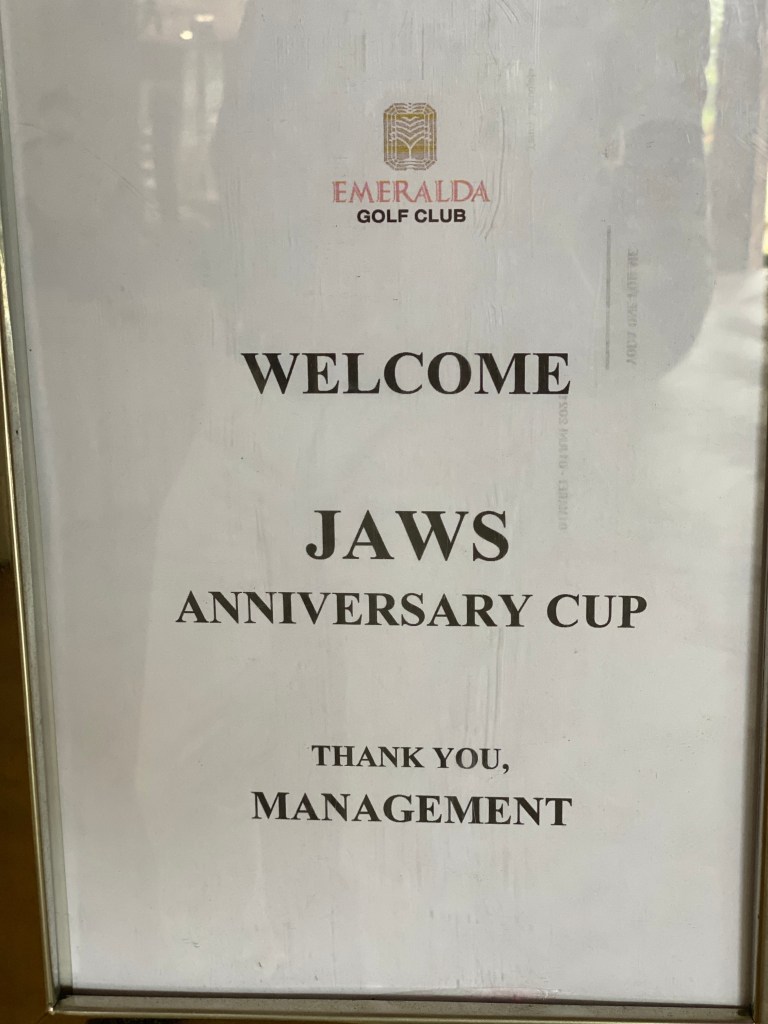 EMERALDA
GOLF CLUB
WELCOME
JAWS
ANNIVERSARY CUP
THANK YOU,
MANAGEMENT